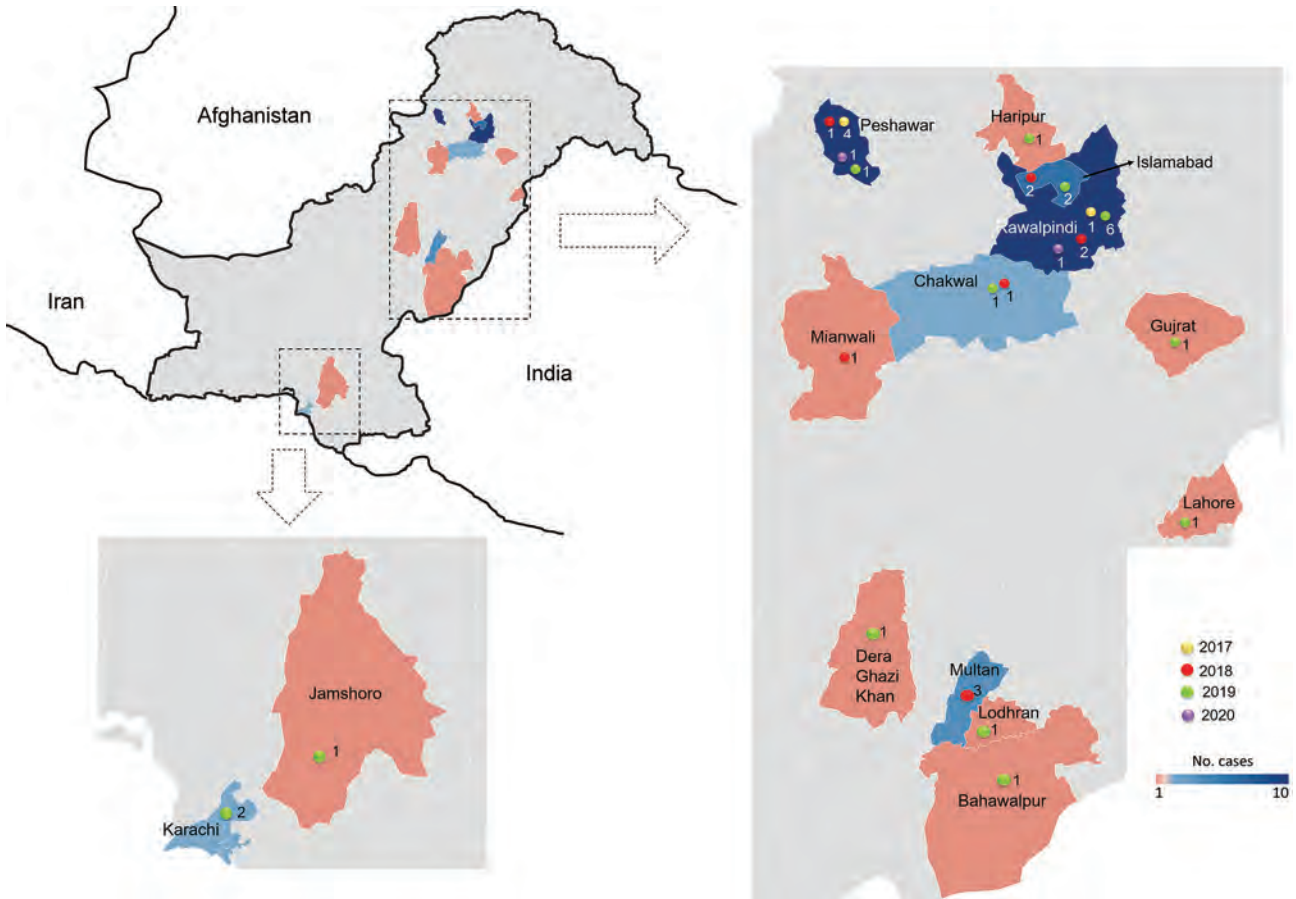 Afghanistan
Iran
India
Peshawar
1 4
1
1
Haripur
1
Islamabad
2
2
Rawalpindi
1
6
2
1
Chakwal
1 1
Mianwali
1
Gujrat
1
Lahore
1
1
Dera
Ghazi
Khan
Multan
3
Lodhran
1
1
Bahawalpur
2017
2018
2019
2020
No. cases
1 10
Jamshoro
1
2
Karachi